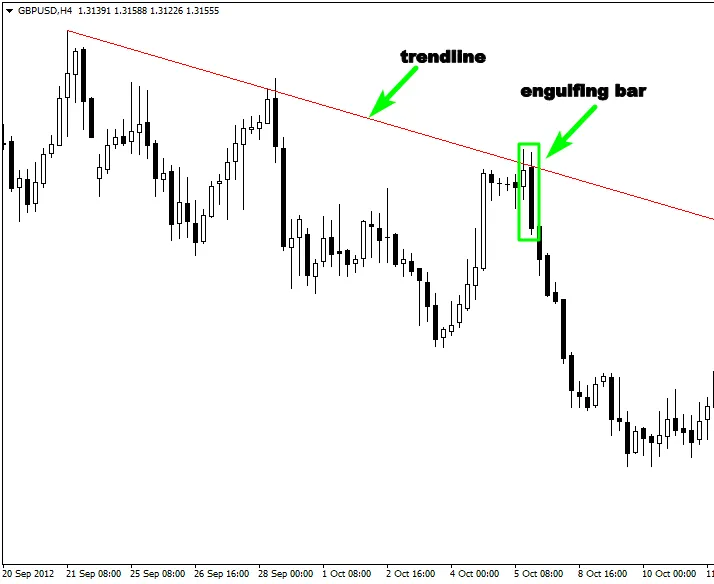 GBPUSD,H4 1.31391 1.31588 1.31226 1.31555
trendline
engulfing bar
20 Sep 2012 21 Sep 08:00 25 Sep 08:00 26 Sep 16:00 28 Sep 00:00 1 Oct 08:00 2 Oct 16:00 4 Oct 00:00 5 Oct 08:00 8 Oct 16:00 10 Oct 00:00